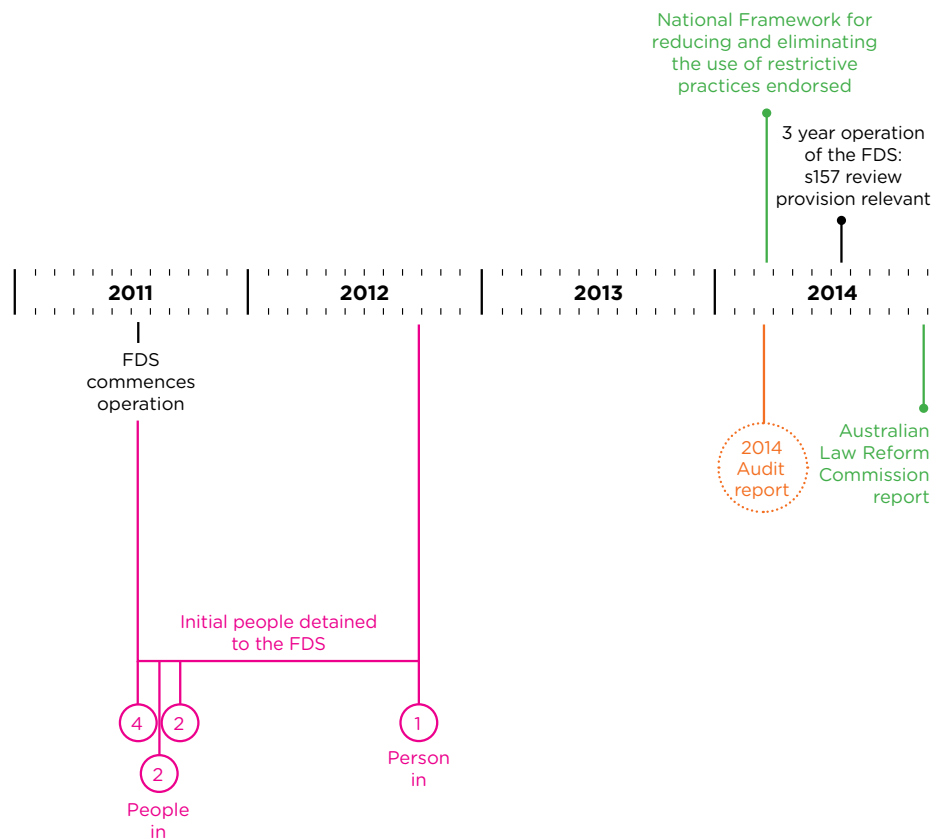 National Framework for
reducing and eliminating
the use of restrictive
practices endorsed
3 year operation
of the FDS:
s157 review
provision relevant
2011
2012
2013
2014
FDS
commences
operation
2014
Audit
report
Australian
Law Reform
Commission
report
Initial people detained
to the FDS
4
2
1
2
Person
in
People
in